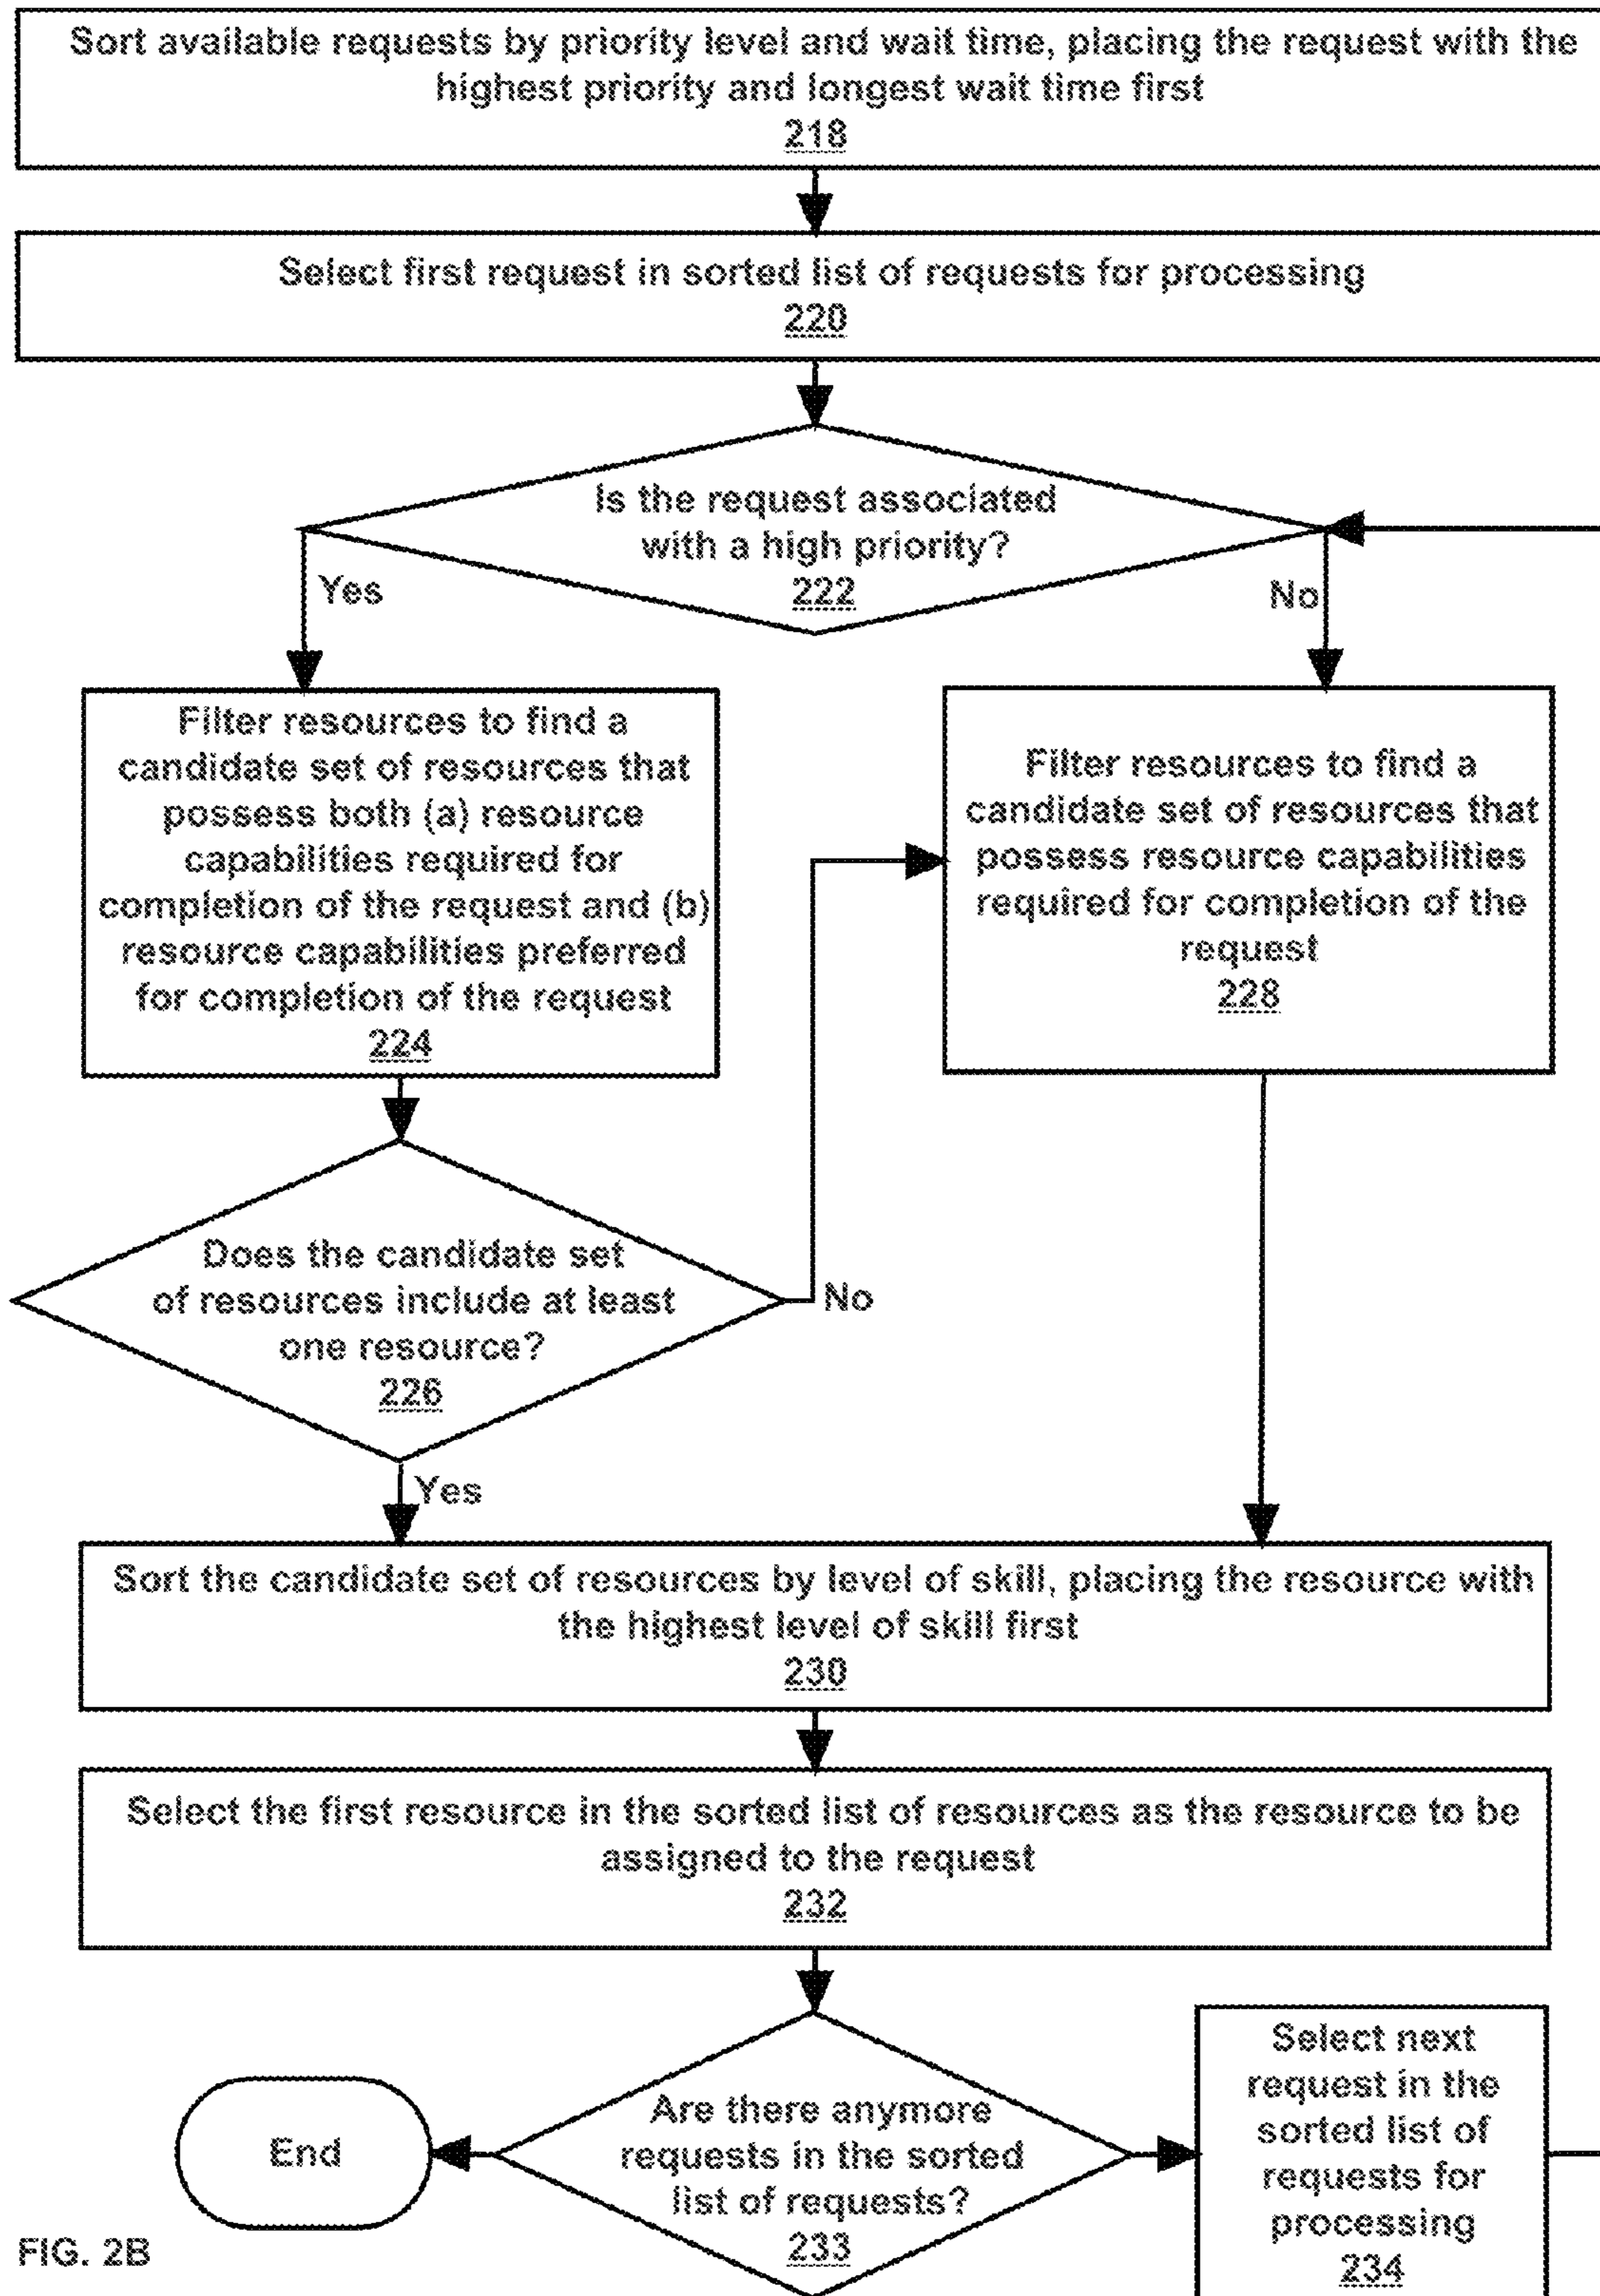 Sort available requests by priority level and wait time, placing the request with the
highest priority and longest wait time first
218
Select first request in sorted list of requests for processing
220
Is the request associated
with a high priority?
222
Yes
No
Filter resources to find a
candidate set of resources that
possess both (a) resource
capabilities required for
completion of the request and (b)
resource capabilities preferred
for completion of the request
224
Filter resources to find a
candidate set of resources that
possess resource capabilities
required for completion of the
request
228
Does the candidate set
of resources include at least
one resource?
226
No
Yes
Sort the candidate set of resources by level of skill, placing the resource with
the highest level of skill first
230
Select the first resource in the sorted list of resources as the resource to be
assigned to the request
232
End
Are there anymore
requests in the sorted
list of requests?
233
Select next
request in the
sorted list of
requests for
processing
234
FIG. 2B